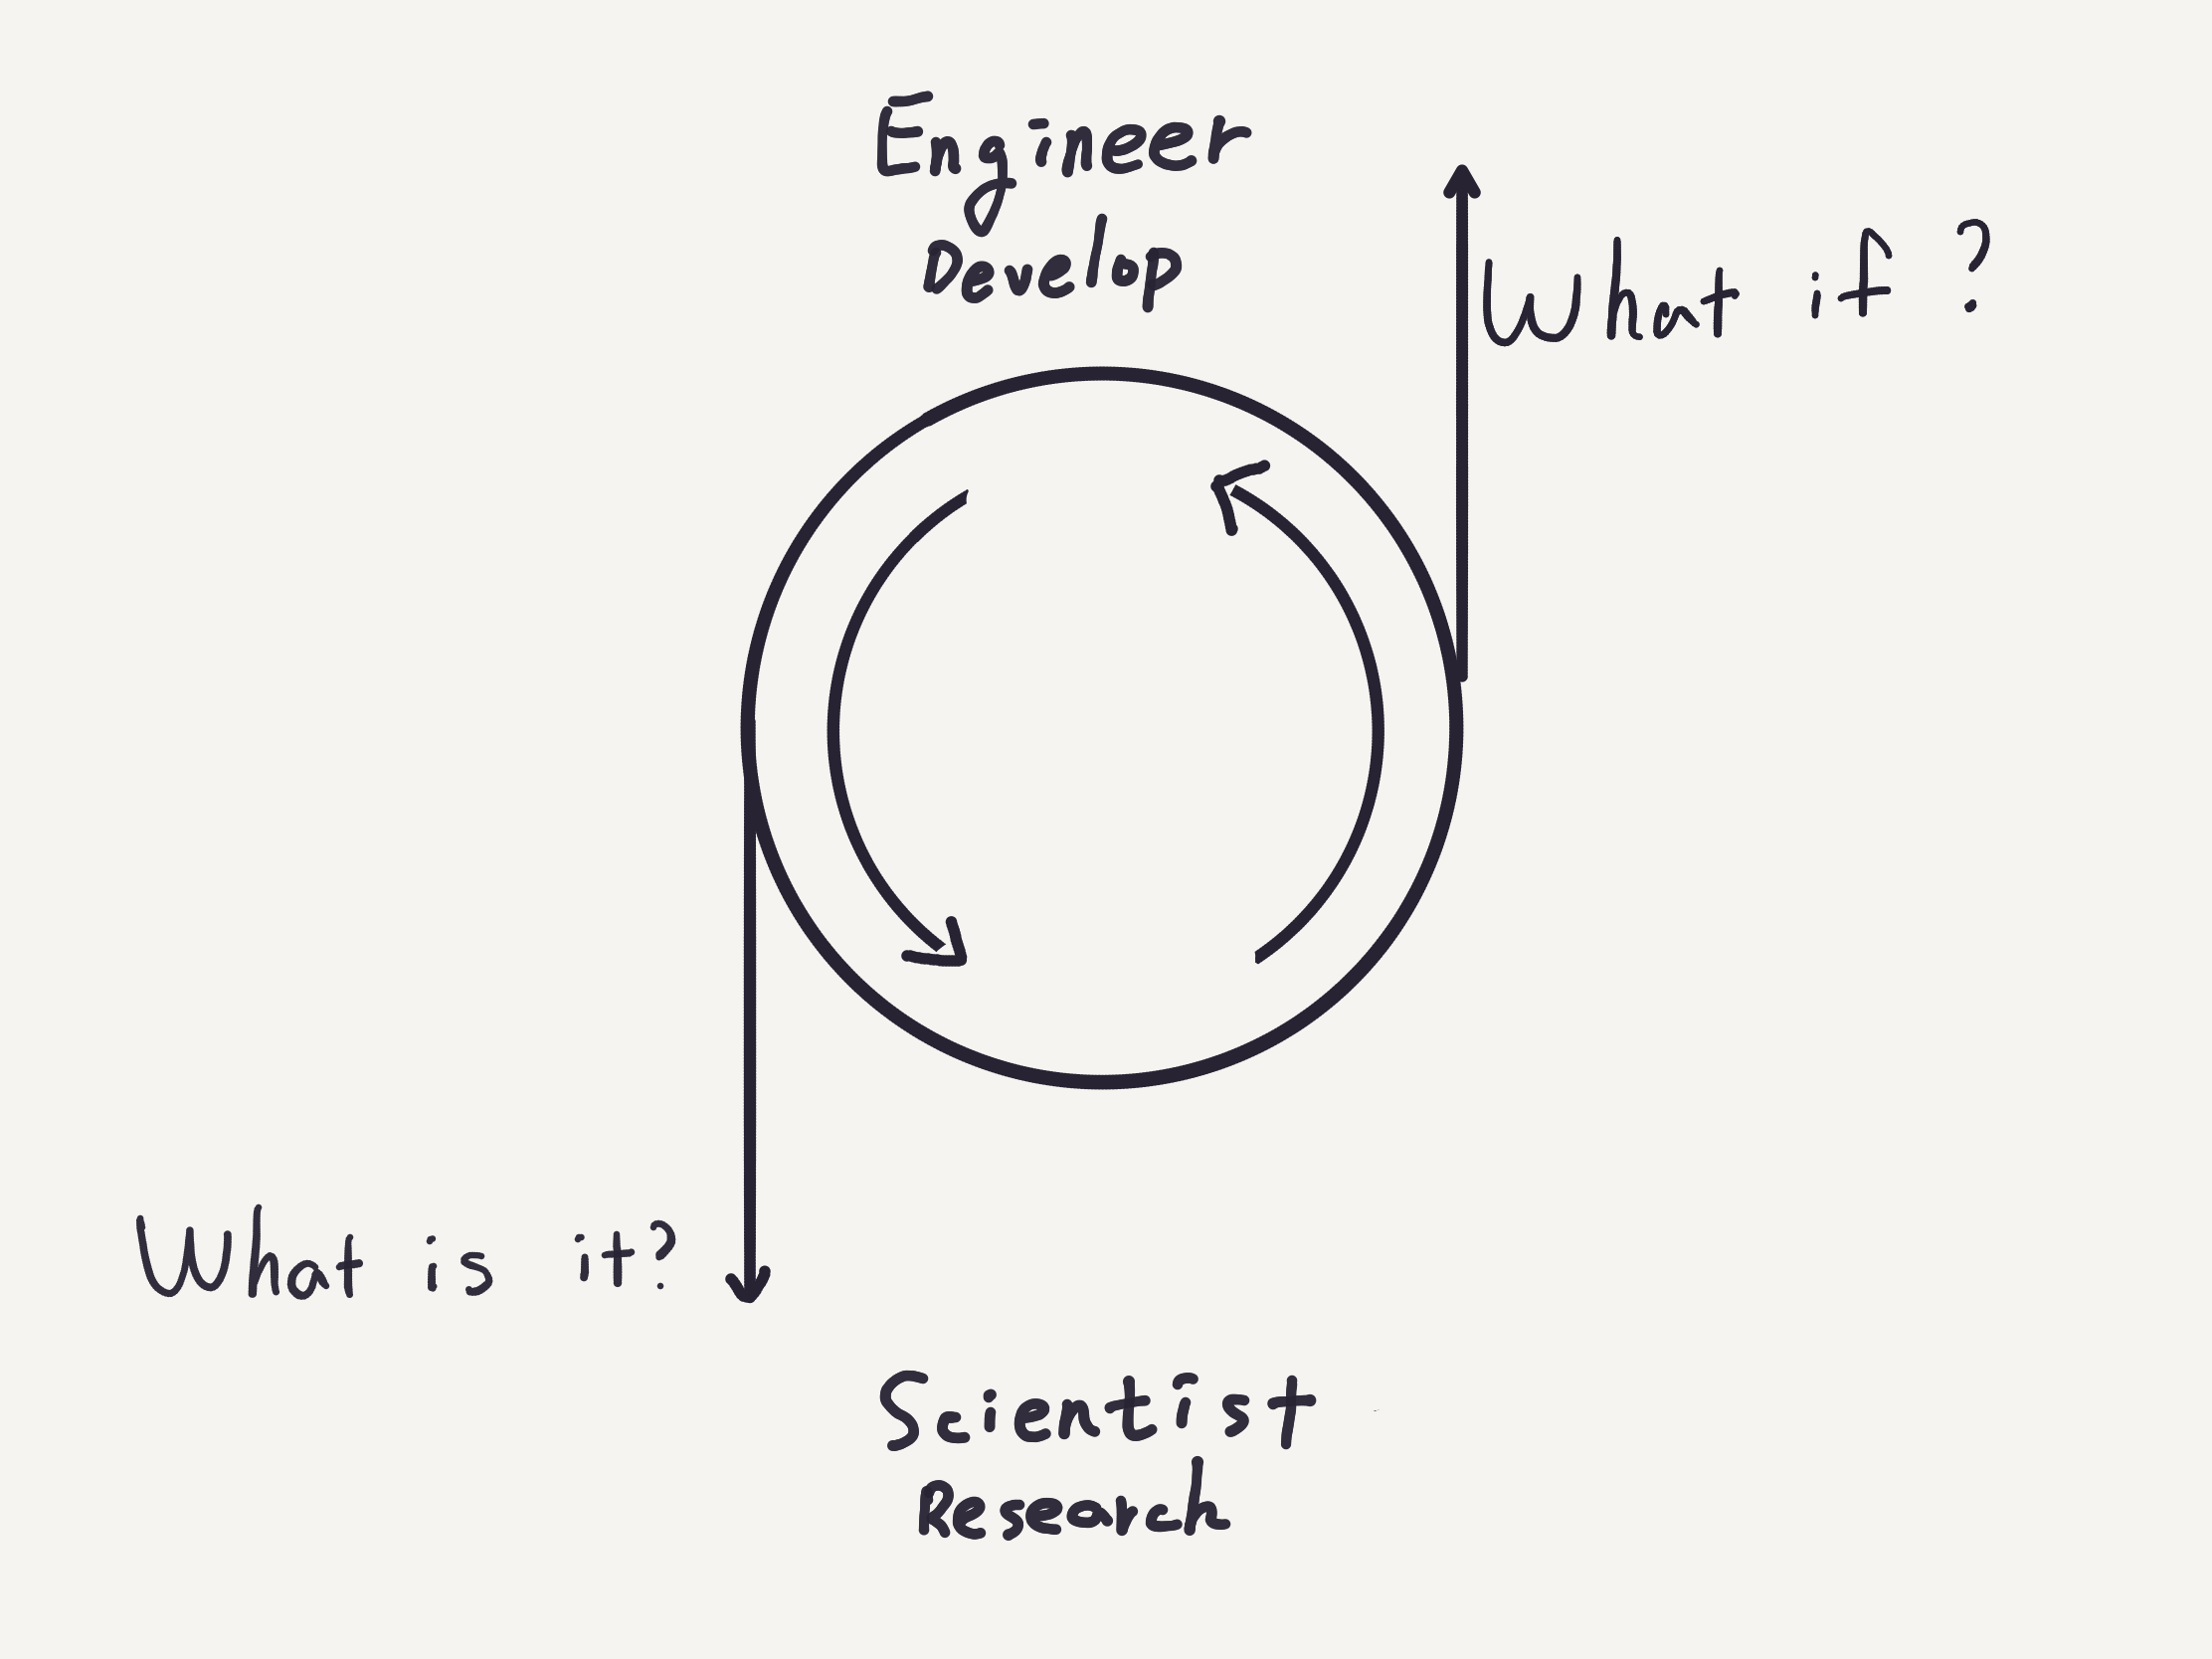 Engineer
Develop
What if ?
What is it?
Scientist
Research